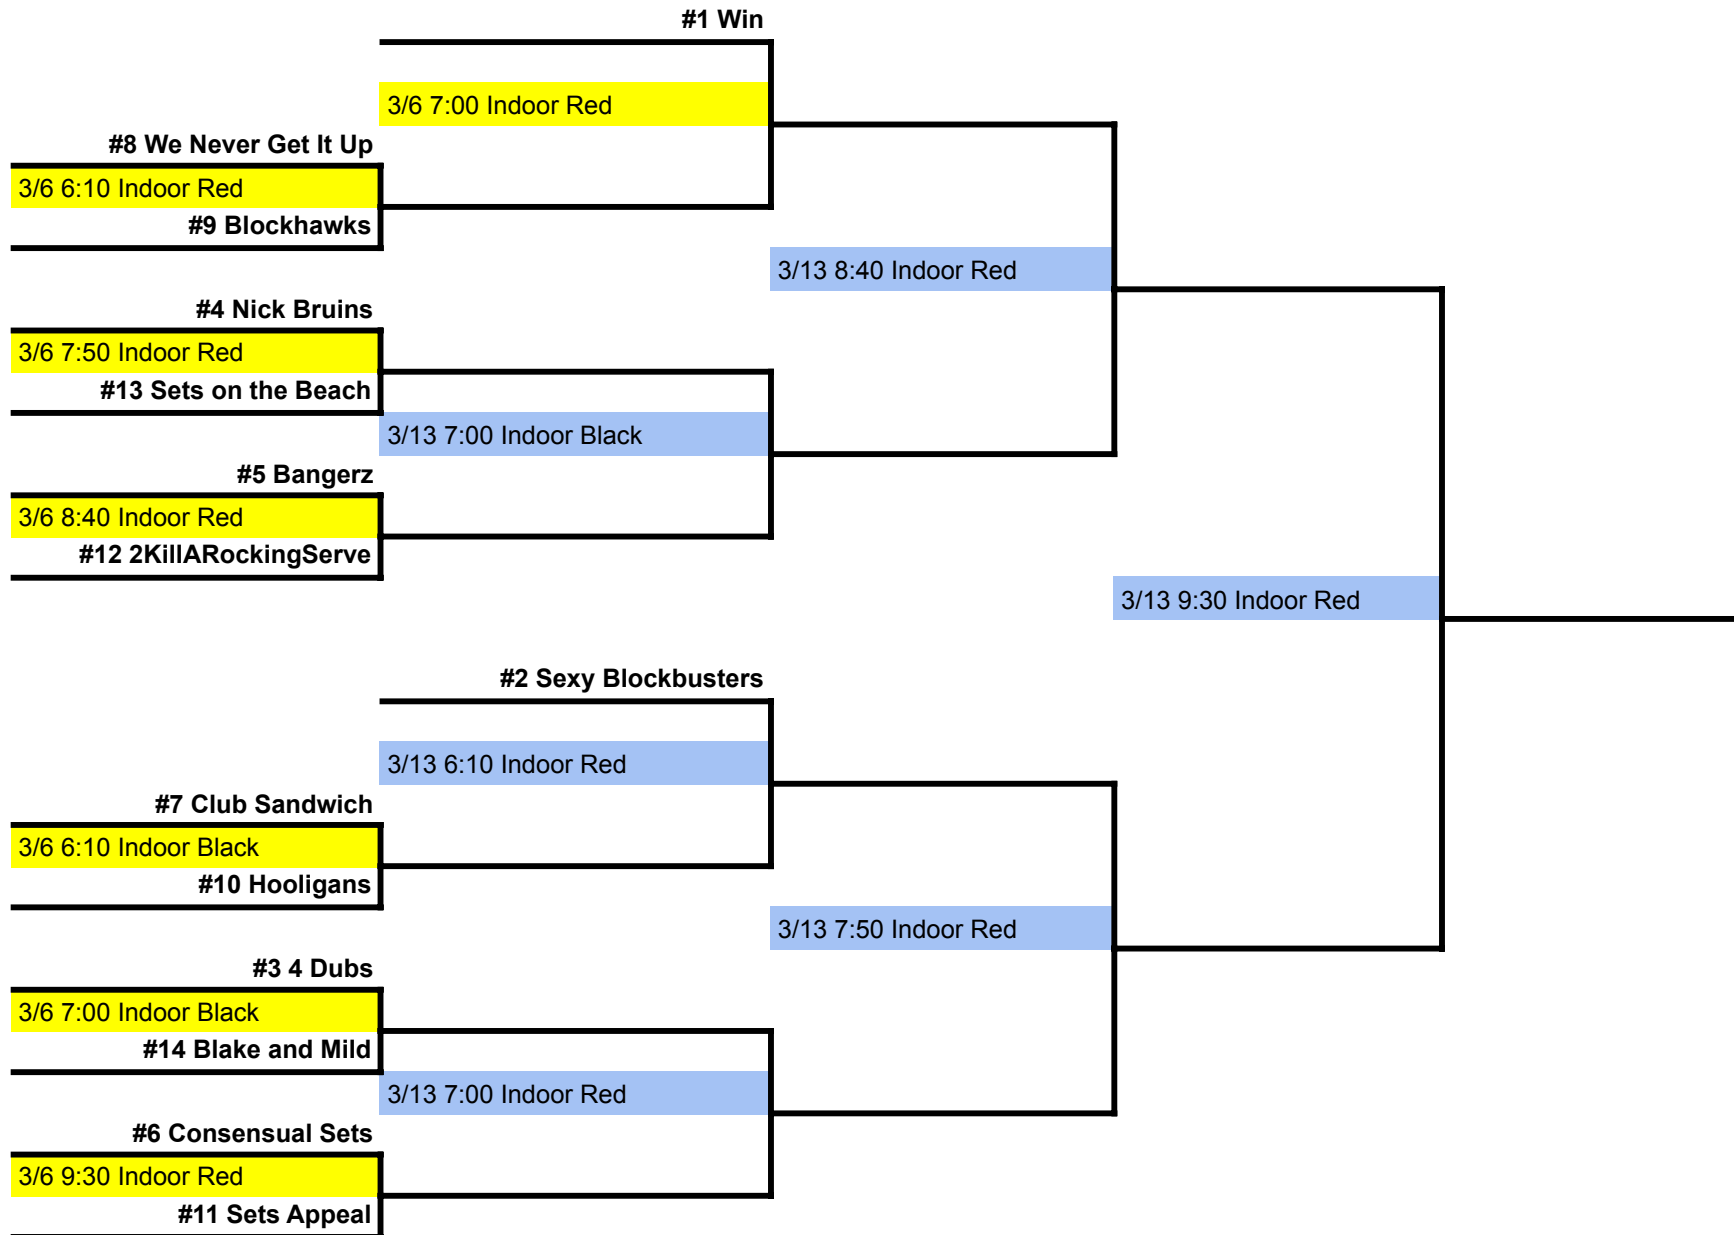 #1 Win
3/6 7:00 Indoor Red
#8 We Never Get It Up
3/6 6:10 Indoor Red
#9 Blockhawks
3/13 8:40 Indoor Red
#4 Nick Bruins
3/6 7:50 Indoor Red
#13 Sets on the Beach
3/13 7:00 Indoor Black
#5 Bangerz
3/6 8:40 Indoor Red
#12 2KillARockingServe
3/13 9:30 Indoor Red
#2 Sexy Blockbusters
3/13 6:10 Indoor Red
#7 Club Sandwich
3/6 6:10 Indoor Black
#10 Hooligans
3/13 7:50 Indoor Red
#3 4 Dubs
3/6 7:00 Indoor Black
#14 Blake and Mild
3/13 7:00 Indoor Red
#6 Consensual Sets
3/6 9:30 Indoor Red
#11 Sets Appeal